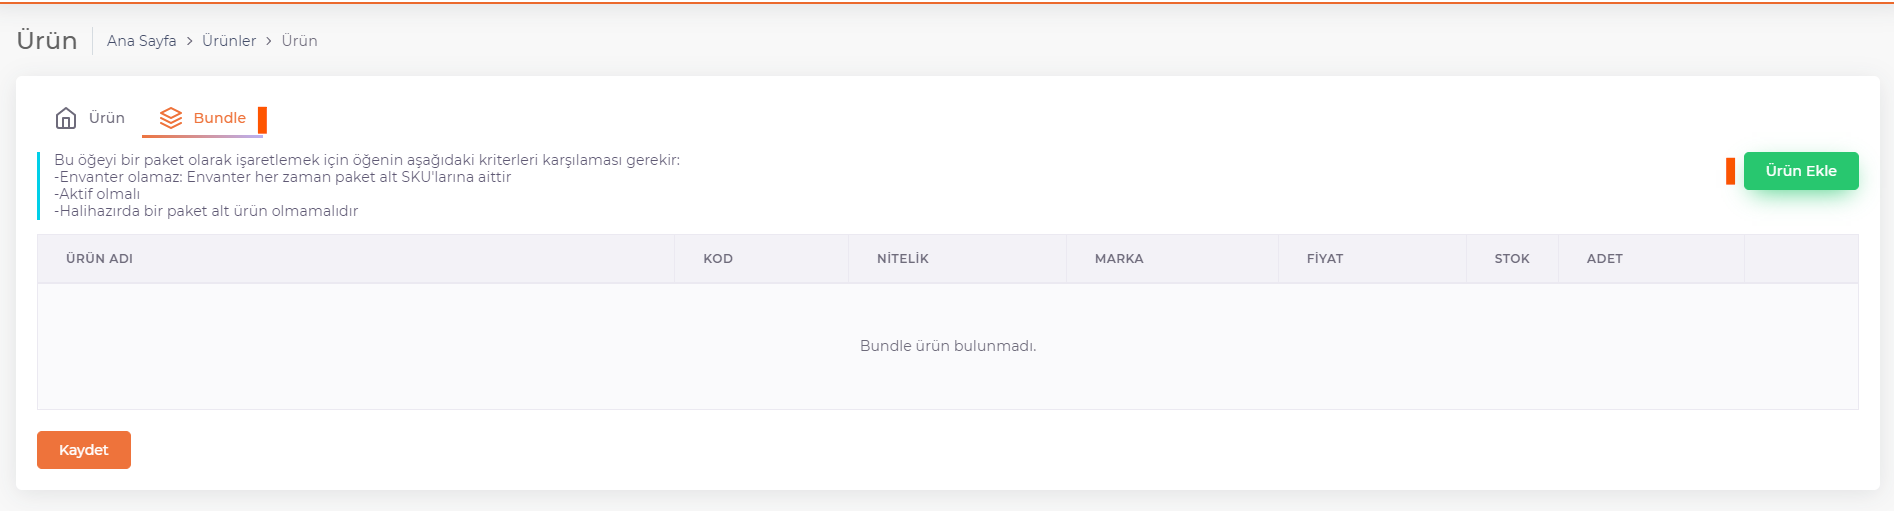 Ürün
Ana Sayfa > Ürünler > Ürün
Ürün
Bundle
Bu öğeyi bir paket olarak işaretlemek için öğenin aşağıdaki kriterleri karşılaması gerekir:
-Envanter olamaz: Envanter her zaman paket alt SKU'larına aittir
-Aktif olmalı
-Halihazırda bir paket alt ürün olmamalıdır
Ürün Ekle
ÜRÜN ADI KOD NİTELİK MARKA FİYAT STOK ADET
Bundle ürün bulunmadı.
Kaydet